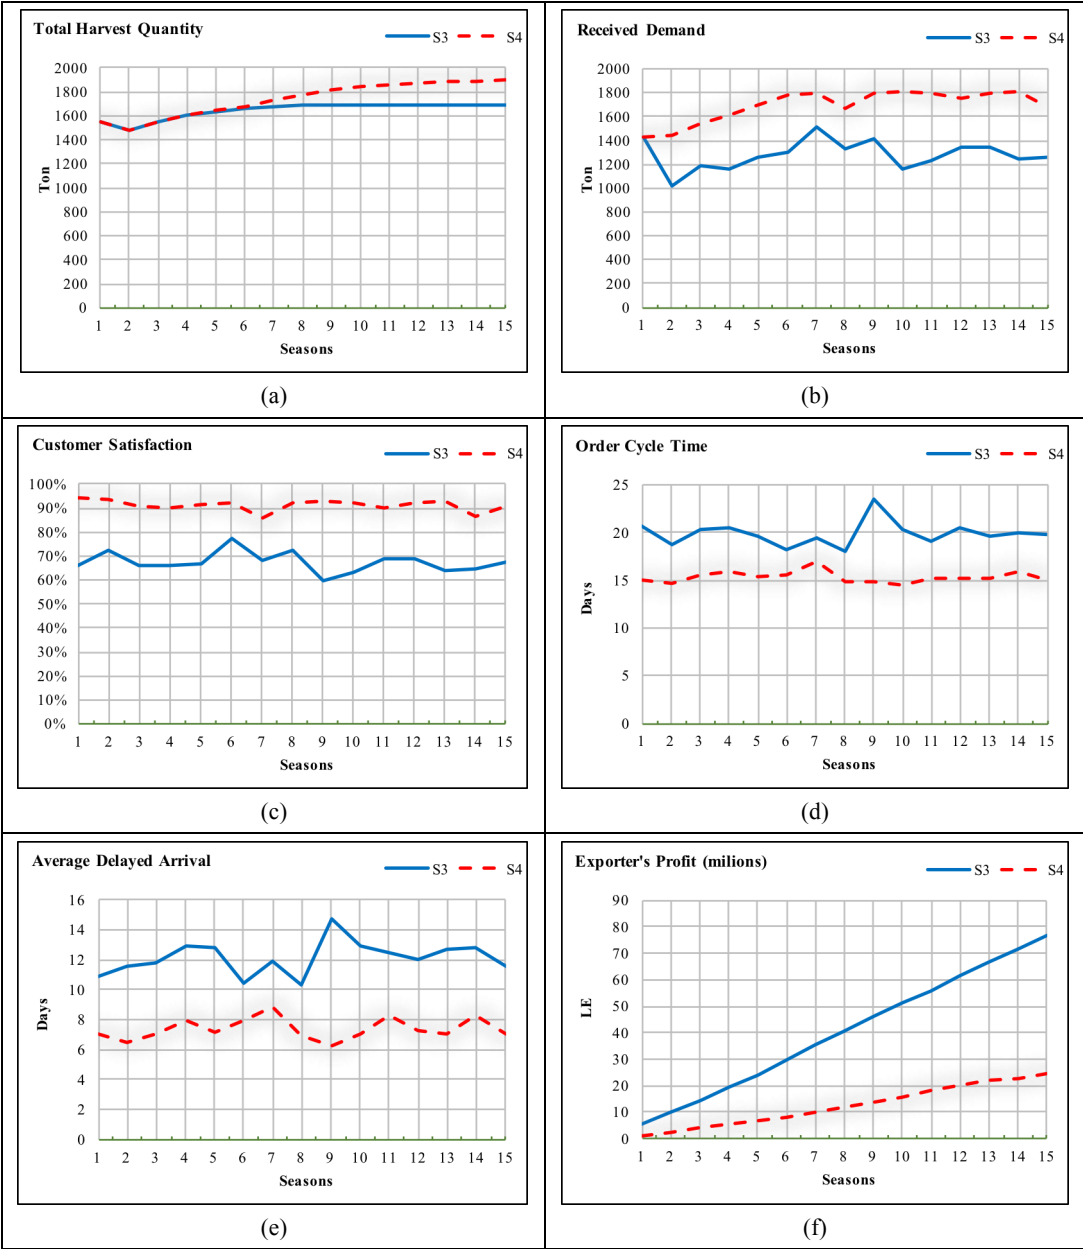 Total Harvest Quantity
S3 S4
2000
1800
1600
1400
1200
1000
800
600
400
200
0
Ton
1 2 3 4 5 6 7 8 9 10 11 12 13 14 15
Seasons
(a)
Received Demand
S3 S4
2000
1800
1600
1400
1200
1000
800
600
400
200
0
Ton
1 2 3 4 5 6 7 8 9 10 11 12 13 14 15
Seasons
(b)
Customer Satisfaction
S3 S4
100%
90%
80%
70%
60%
50%
40%
30%
20%
10%
0%
1 2 3 4 5 6 7 8 9 10 11 12 13 14 15
Seasons
(c)
Order Cycle Time
S3 S4
25
20
15
10
5
0
Days
1 2 3 4 5 6 7 8 9 10 11 12 13 14 15
Seasons
(d)
Average Delayed Arrival
S3 S4
16
14
12
10
8
6
4
2
0
Days
1 2 3 4 5 6 7 8 9 10 11 12 13 14 15
Seasons
(e)
Exporter's Profit (milions)
S3 S4
90
80
70
60
50
40
30
20
10
0
LE
1 2 3 4 5 6 7 8 9 10 11 12 13 14 15
Seasons
(f)